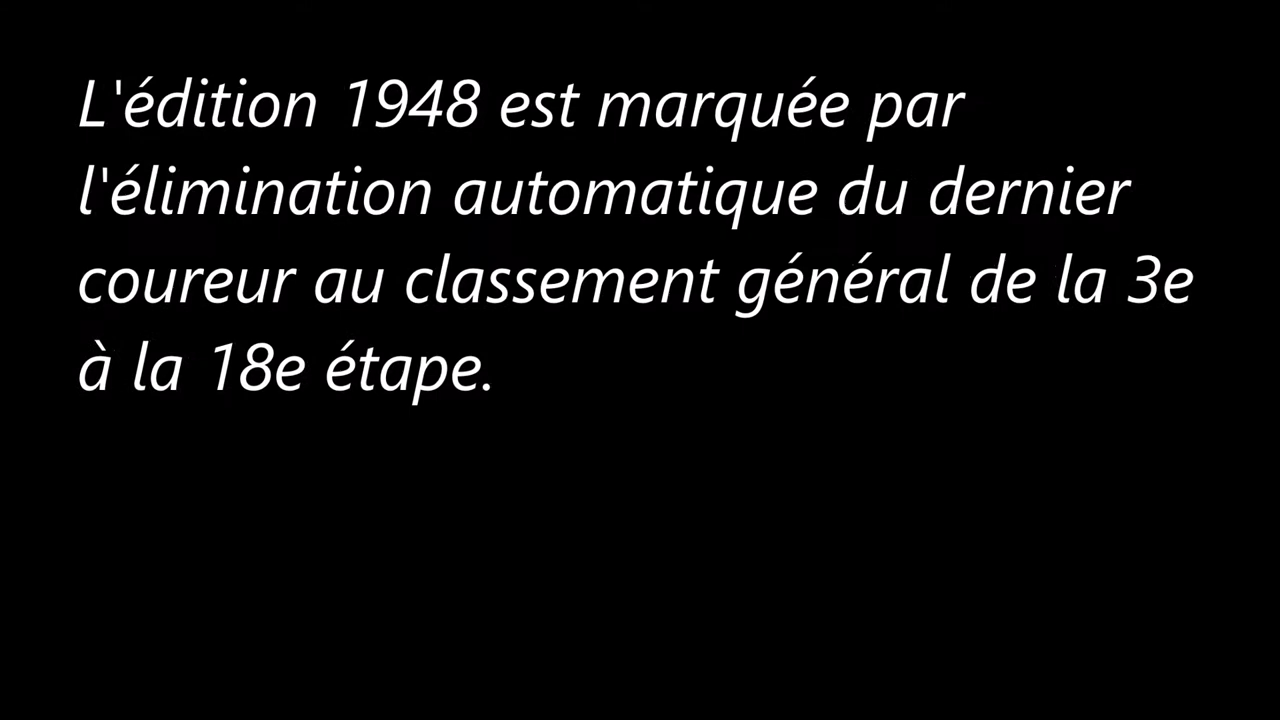 L'édition 1948 est marquée par
l'élimination automatique du dernier
coureur au classement général de la 3e
à la 18e étape.